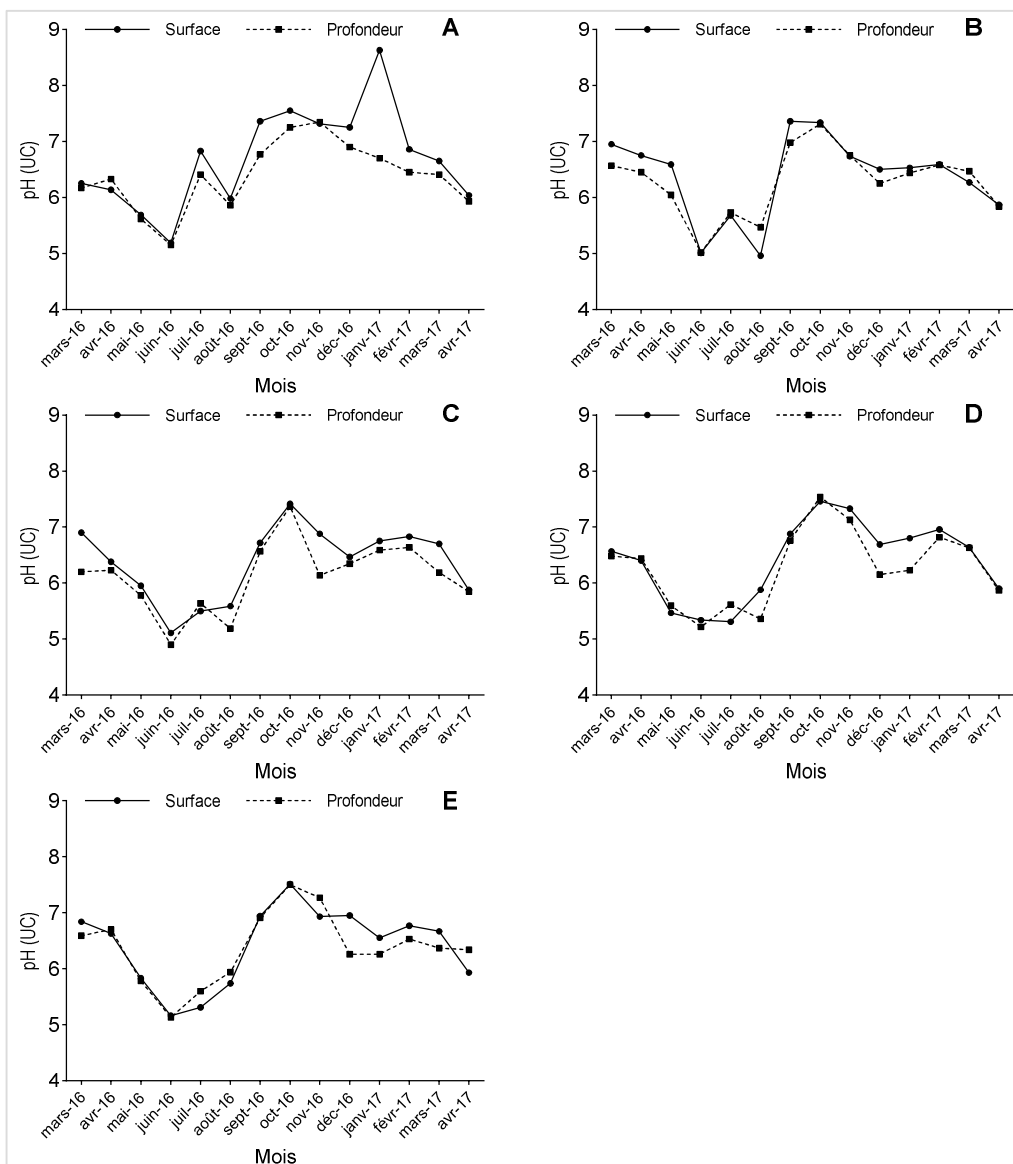 Surface Profondeur A
9
8
7
6
5
4
pH (UC)
mars-16 avr-16 mai-16 juin-16 juil-16 août-16 sept-16 oct-16 nov-16 déc-16 janv-17 févr-17 mars-17 avr-17
Mois
Surface Profondeur B
9
8
7
6
5
4
pH (UC)
mars-16 avr-16 mai-16 juin-16 juil-16 août-16 sept-16 oct-16 nov-16 déc-16 janv-17 févr-17 mars-17 avr-17
Mois
Surface Profondeur C
9
8
7
6
5
4
pH (UC)
mars-16 avr-16 mai-16 juin-16 juil-16 août-16 sept-16 oct-16 nov-16 déc-16 janv-17 févr-17 mars-17 avr-17
Mois
Surface Profondeur D
9
8
7
6
5
4
pH (UC)
mars-16 avr-16 mai-16 juin-16 juil-16 août-16 sept-16 oct-16 nov-16 déc-16 janv-17 févr-17 mars-17 avr-17
Mois
Surface Profondeur E
9
8
7
6
5
4
pH (UC)
mars-16 avr-16 mai-16 juin-16 juil-16 août-16 sept-16 oct-16 nov-16 déc-16 janv-17 févr-17 mars-17 avr-17
Mois